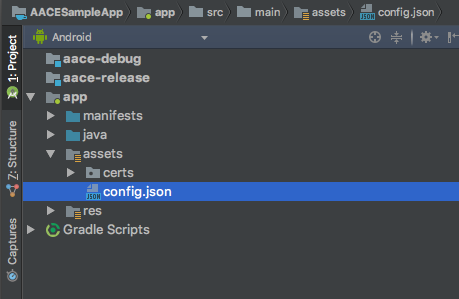 AACESampleApp app src main assets config.json
Android
1: Project
aace-debug
aace-release
app
manifests
java
assets
certs
config.json
res
Gradle Scripts
Z: Structure
Captures